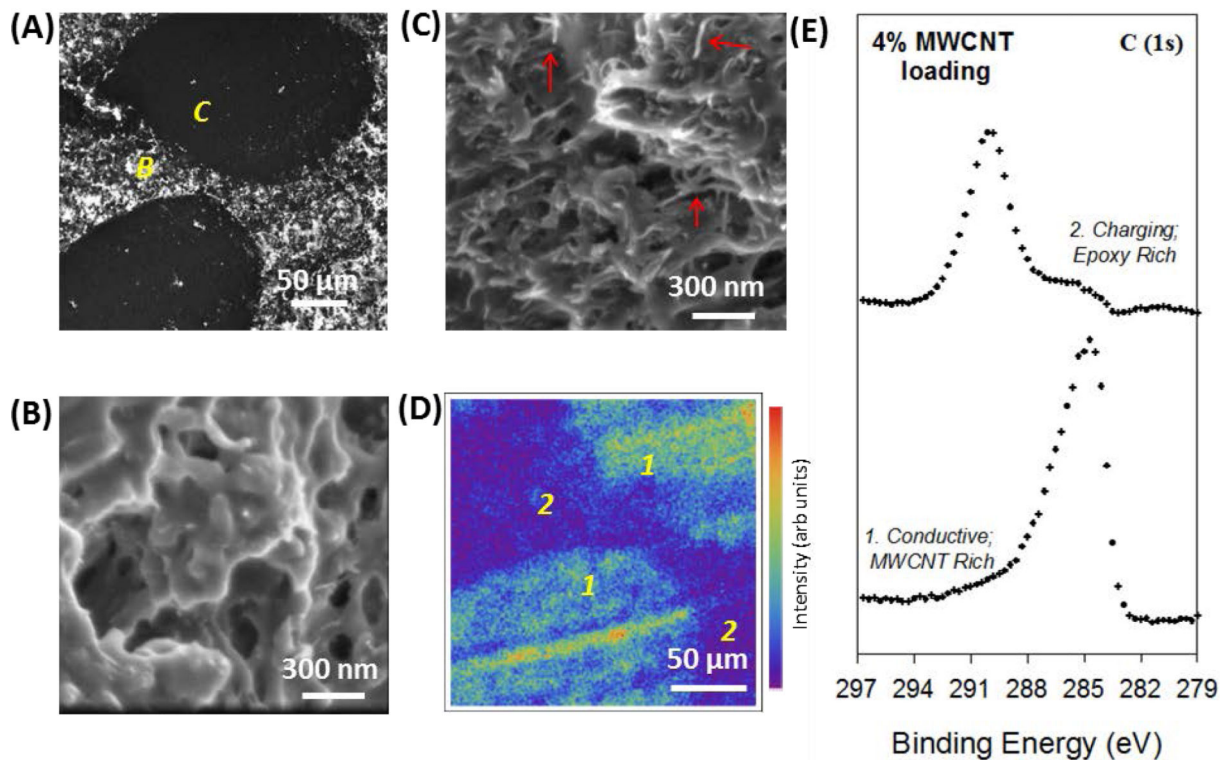 (A)
C
B
50 µm
(B)
300 nm
(C)
300 nm
(D)
1
2
1
2
50 µm
Intensity (arb units)
(E)
4% MWCNT
loading
C (1s)
2. Charging;
Epoxy Rich
1. Conductive;
MWCNT Rich
297 294 291 288 285 282 279
Binding Energy (eV)